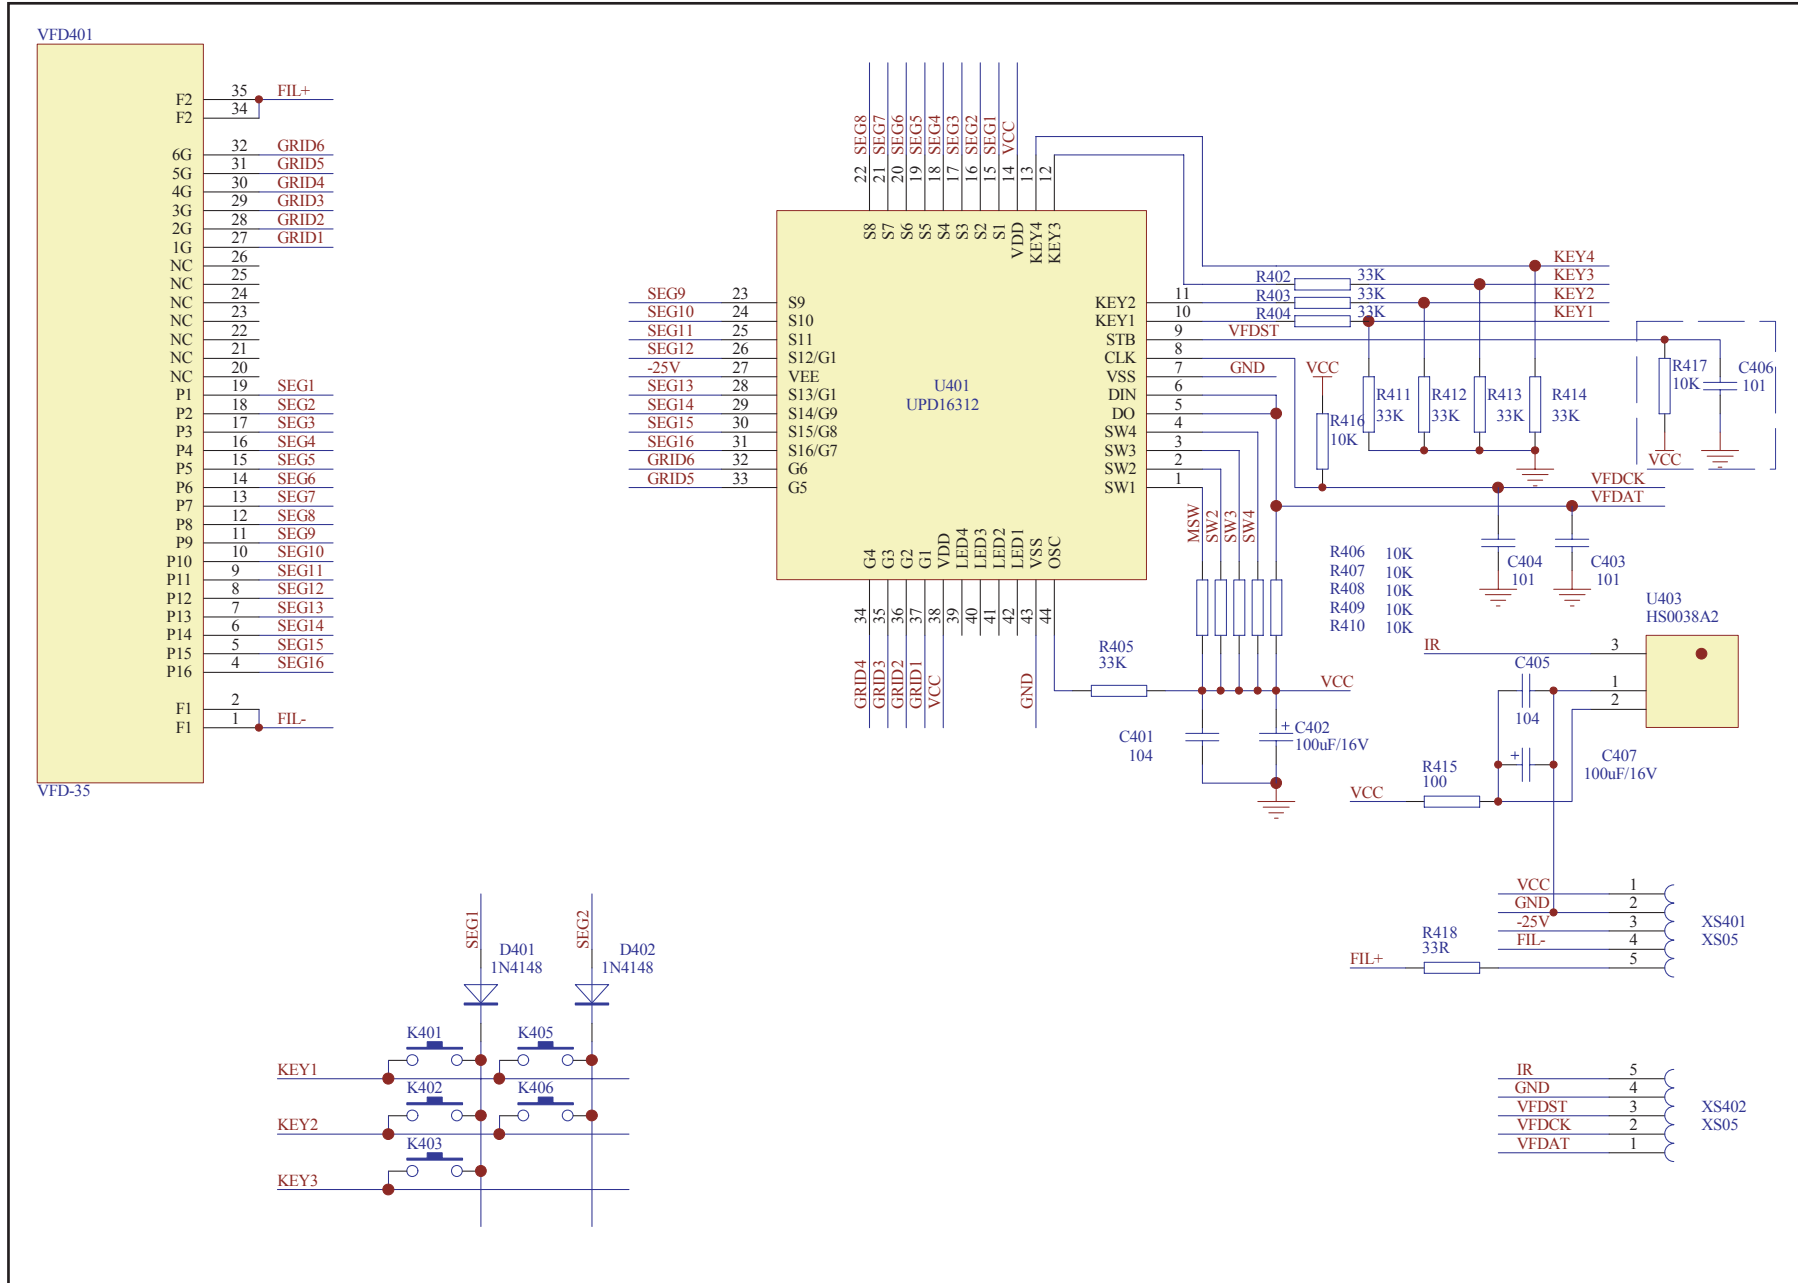 VFD401
F2 35 FIL+
F2 34
6G 32 GRID6
5G 31 GRID5
4G 30 GRID4
3G 29 GRID3
2G 28 GRID2
1G 27 GRID1
NC 26
NC 25
NC 24
NC 23
NC 22
NC 21
NC 20
P1 19 SEG1
P2 18 SEG2
P3 17 SEG3
P4 16 SEG4
P5 15 SEG5
P6 14 SEG6
P7 13 SEG7
P8 12 SEG8
P9 11 SEG9
P10 10 SEG10
P11 9 SEG11
P12 8 SEG12
P13 7 SEG13
P14 6 SEG14
P15 5 SEG15
P16 4 SEG16
F1 2
F1 1 FIL-
VFD-35
SEG8 SEG7 SEG6 SEG5 SEG4 SEG3 SEG2 SEG1 VCC
22 21 20 19 18 17 16 15 14 13 12
S8 S7 S6 S5 S4 S3 S2 S1 VDD KEY4 KEY3
SEG9 23 S9
SEG10 24 S10
SEG11 25 S11
SEG12 26 S12/G1
-25V 27 VEE
SEG13 28 S13/G1
SEG14 29 S14/G9
SEG15 30 S15/G8
SEG16 31 S16/G7
GRID6 32 G6
GRID5 33 G5
U401
UPD16312
KEY2 11
KEY1 10
STB 9 VFDST
CLK 8
VSS 7 GND
DIN 6
DO 5
SW4 4
SW3 3
SW2 2
SW1 1
G4 G3 G2 G1 VDD LED4 LED3 LED2 LED1 VSS OSC
34 35 36 37 38 39 40 41 42 43 44
GRID4 GRID3 GRID2 GRID1 VCC GND
KEY4
R402 33K KEY3
R403 33K KEY2
R404 33K KEY1
VCC
R416
10K
R411
33K
R412
33K
R413
33K
R414
33K
R417
10K
VCC
C406
101
VFDCK
VFDAT
C404
101
C403
101
MSW SW2 SW3 SW4
R406 10K
R407 10K
R408 10K
R409 10K
R410 10K
R405
33K
VCC
C401
104
+ C402
100uF/16V
U403
HS0038A2
IR 3
1
2
C405
104
+
C407
100uF/16V
R415
100
VCC
VCC 1
GND 2
-25V 3
FIL- 4
5
XS401
XS05
R418
33R
FIL+
IR 5
GND 4
VFDST 3
VFDCK 2
VFDAT 1
XS402
XS05
SEG1
D401
1N4148
SEG2
D402
1N4148
K401 K405
KEY1
K402 K406
KEY2
K403
KEY3